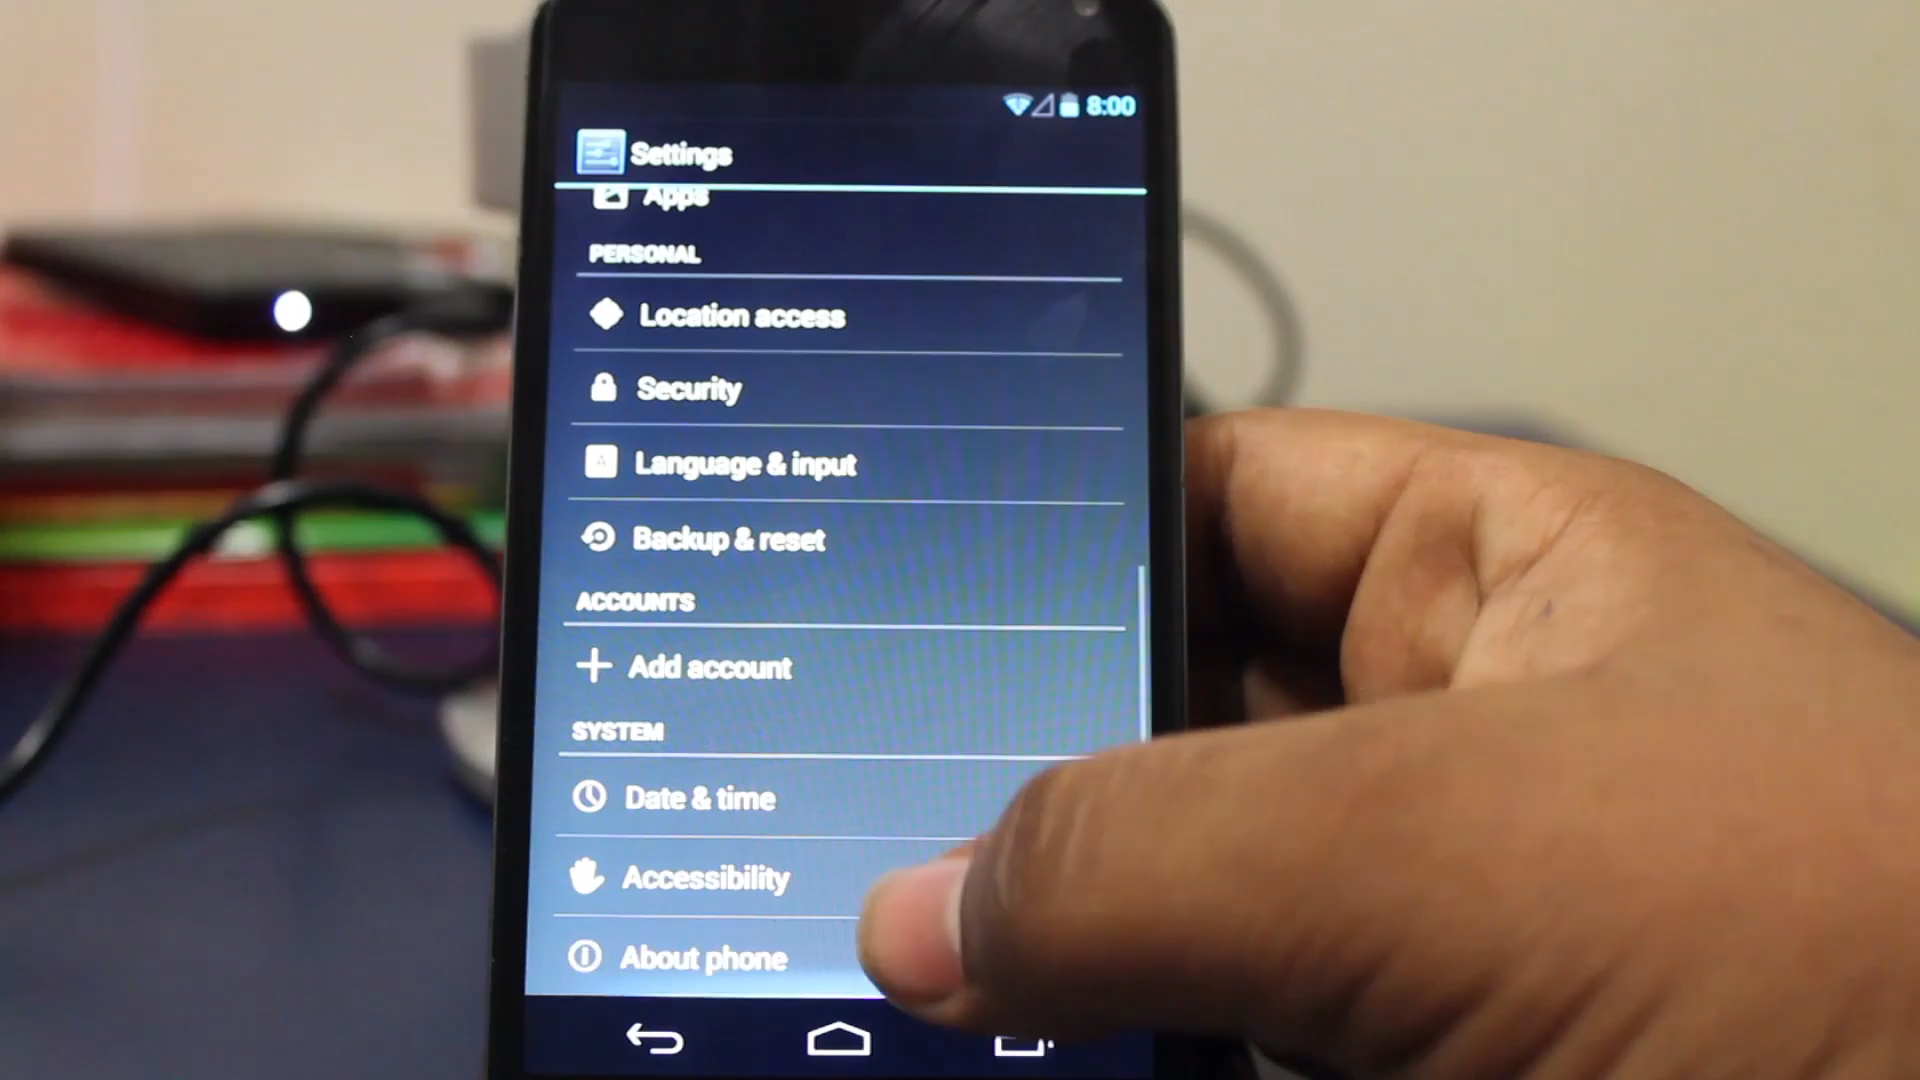 8:00
Settings
Apps
PERSONAL
Location access
Security
Language & input
Backup & reset
ACCOUNTS
Add account
SYSTEM
Date & time
Accessibility
About phone